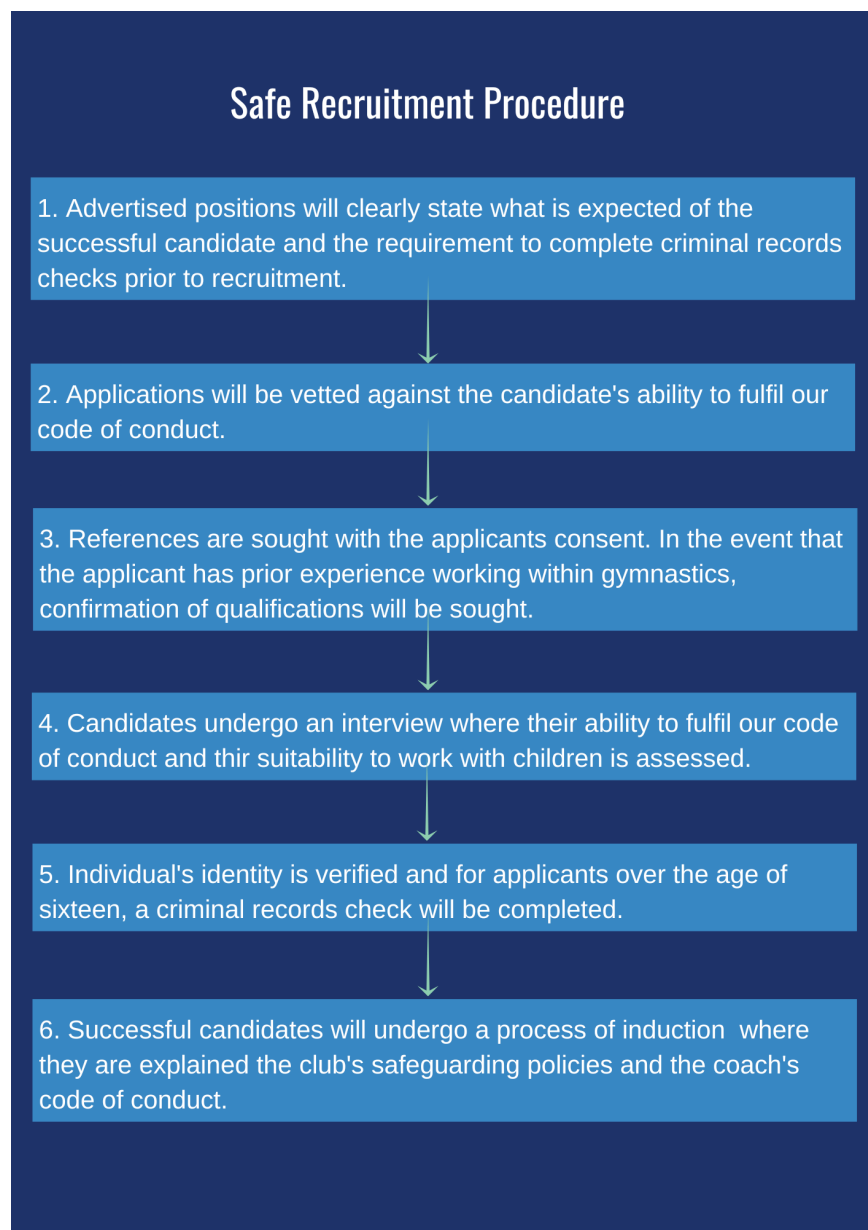 Safe Recruitment Procedure
1. Advertised positions will clearly state what is expected of the
successful candidate and the requirement to complete criminal records
checks prior to recruitment.
2. Applications will be vetted against the candidate's ability to fulfil our
code of conduct.
3. References are sought with the applicants consent. In the event that
the applicant has prior experience working within gymnastics,
confirmation of qualifications will be sought.
4. Candidates undergo an interview where their ability to fulfil our code
of conduct and thir suitability to work with children is assessed.
5. Individual's identity is verified and for applicants over the age of
sixteen, a criminal records check will be completed.
6. Successful candidates will undergo a process of induction  where
they are explained the club's safeguarding policies and the coach's
code of conduct.